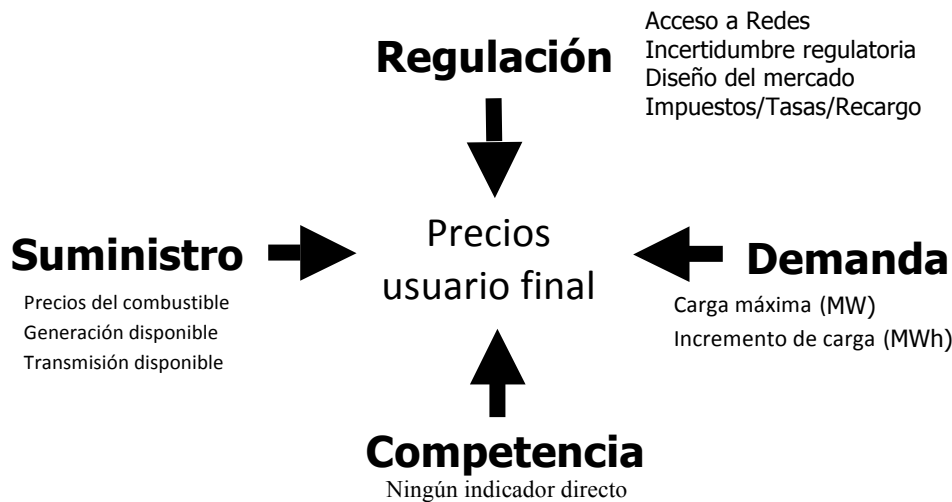 Regulación
Acceso a Redes
Incertidumbre regulatoria
Diseño del mercado
Impuestos/Tasas/Recargo
Suministro
Precios del combustible
Generación disponible
Transmisión disponible
Precios
usuario final
Demanda
Carga máxima (MW)
Incremento de carga (MWh)
Competencia
Ningún indicador directo